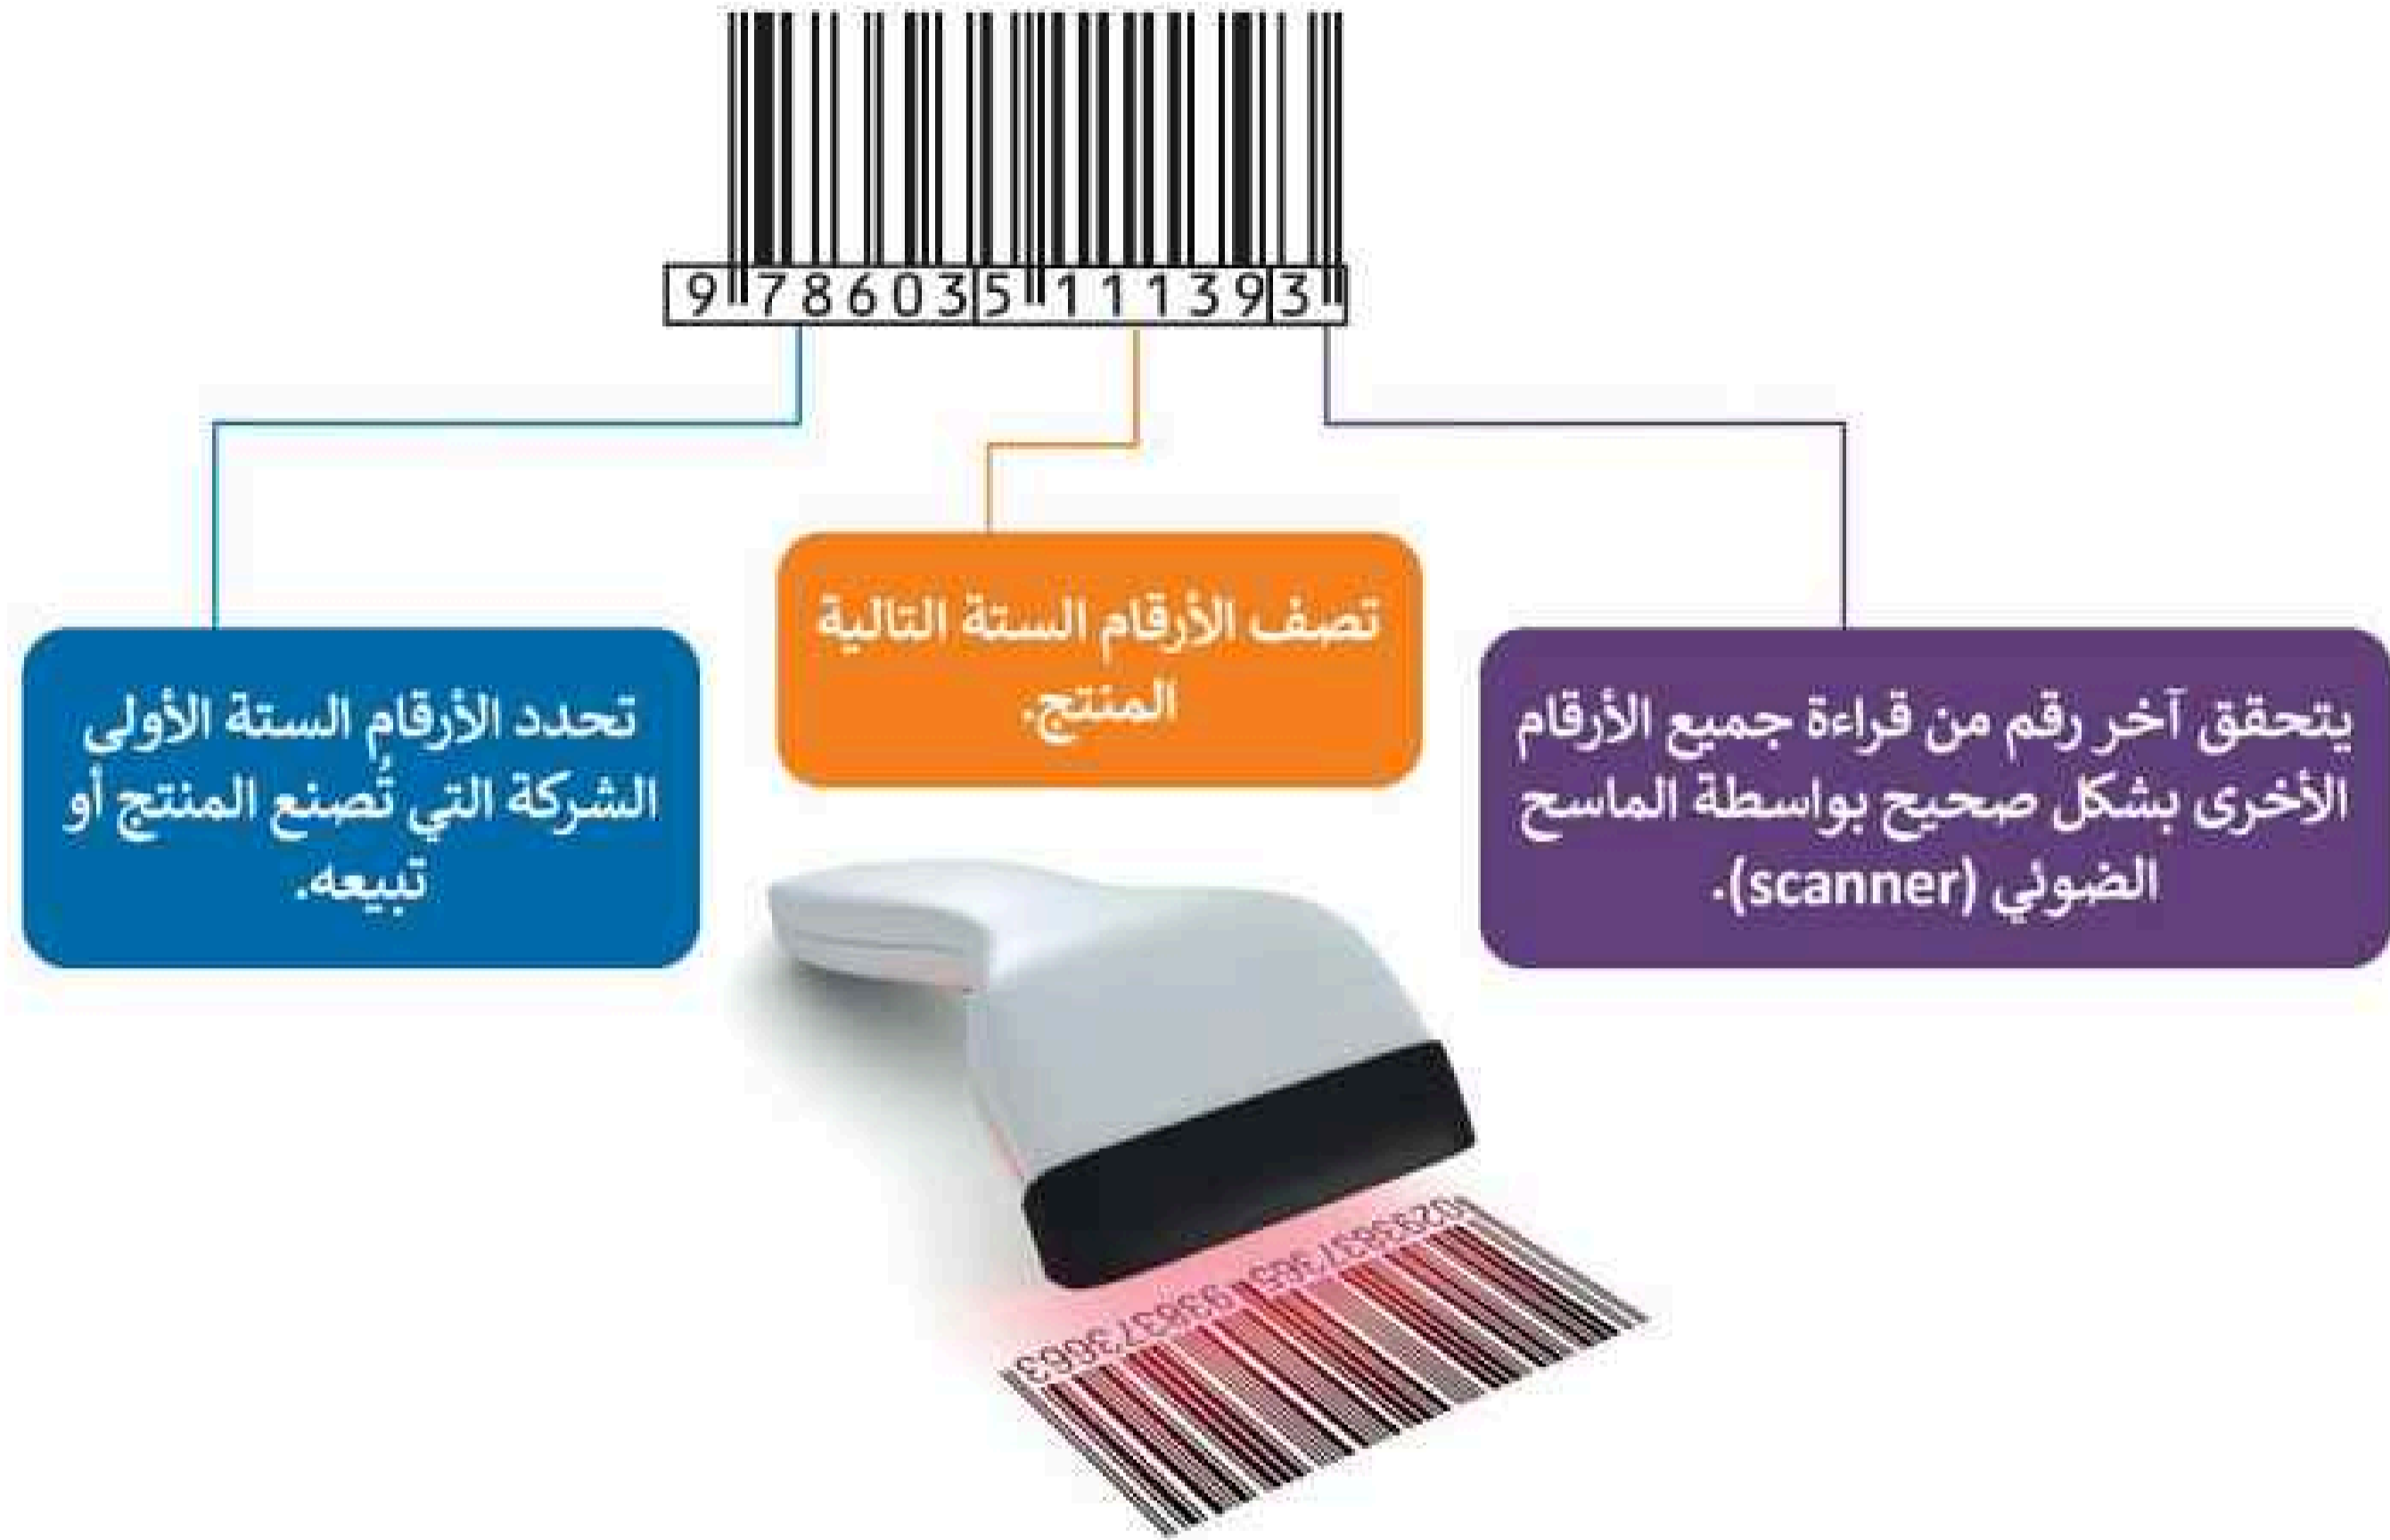 9 786035 111393
تصف الأرقام الستة التالية
المنتج.
يتحقق آخر رقم من قراءة جميع الأرقام
الأخرى بشكل صحيح بواسطة الماسح
الضوئي (scanner).
تحدد الأرقام الستة الأولى
الشركة التي تُصنع المنتج أو
تبيعه.